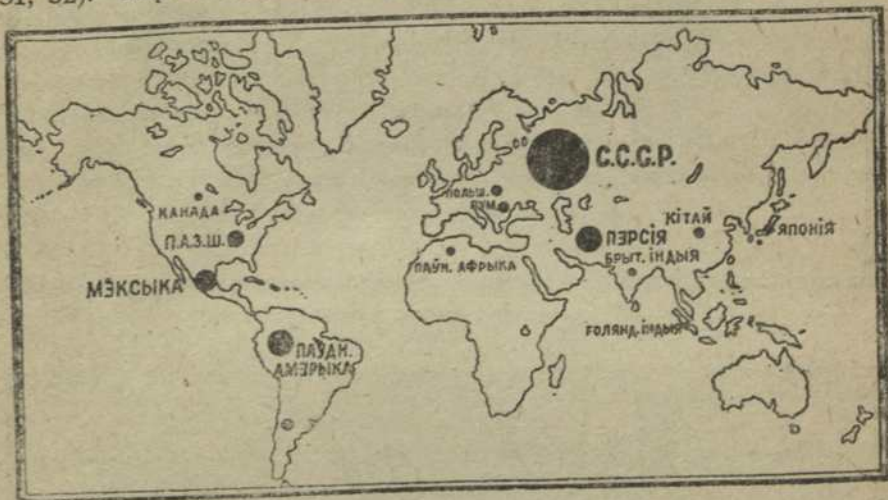 С.С.С.Р.
ПОЛЬШ.
РУМ.
КАНАДА
КІТАЙ
П.А.З.Ш.
ПЭРСІЯ
ЯПОНІЯ
БРЫТ. ІНДЫЯ
ПАЎН. АФРЫКА
МЭКСЫКА
ГОЛЯНД. ІНДЫЯ
ПАЎДН.
АМЭРЫКА